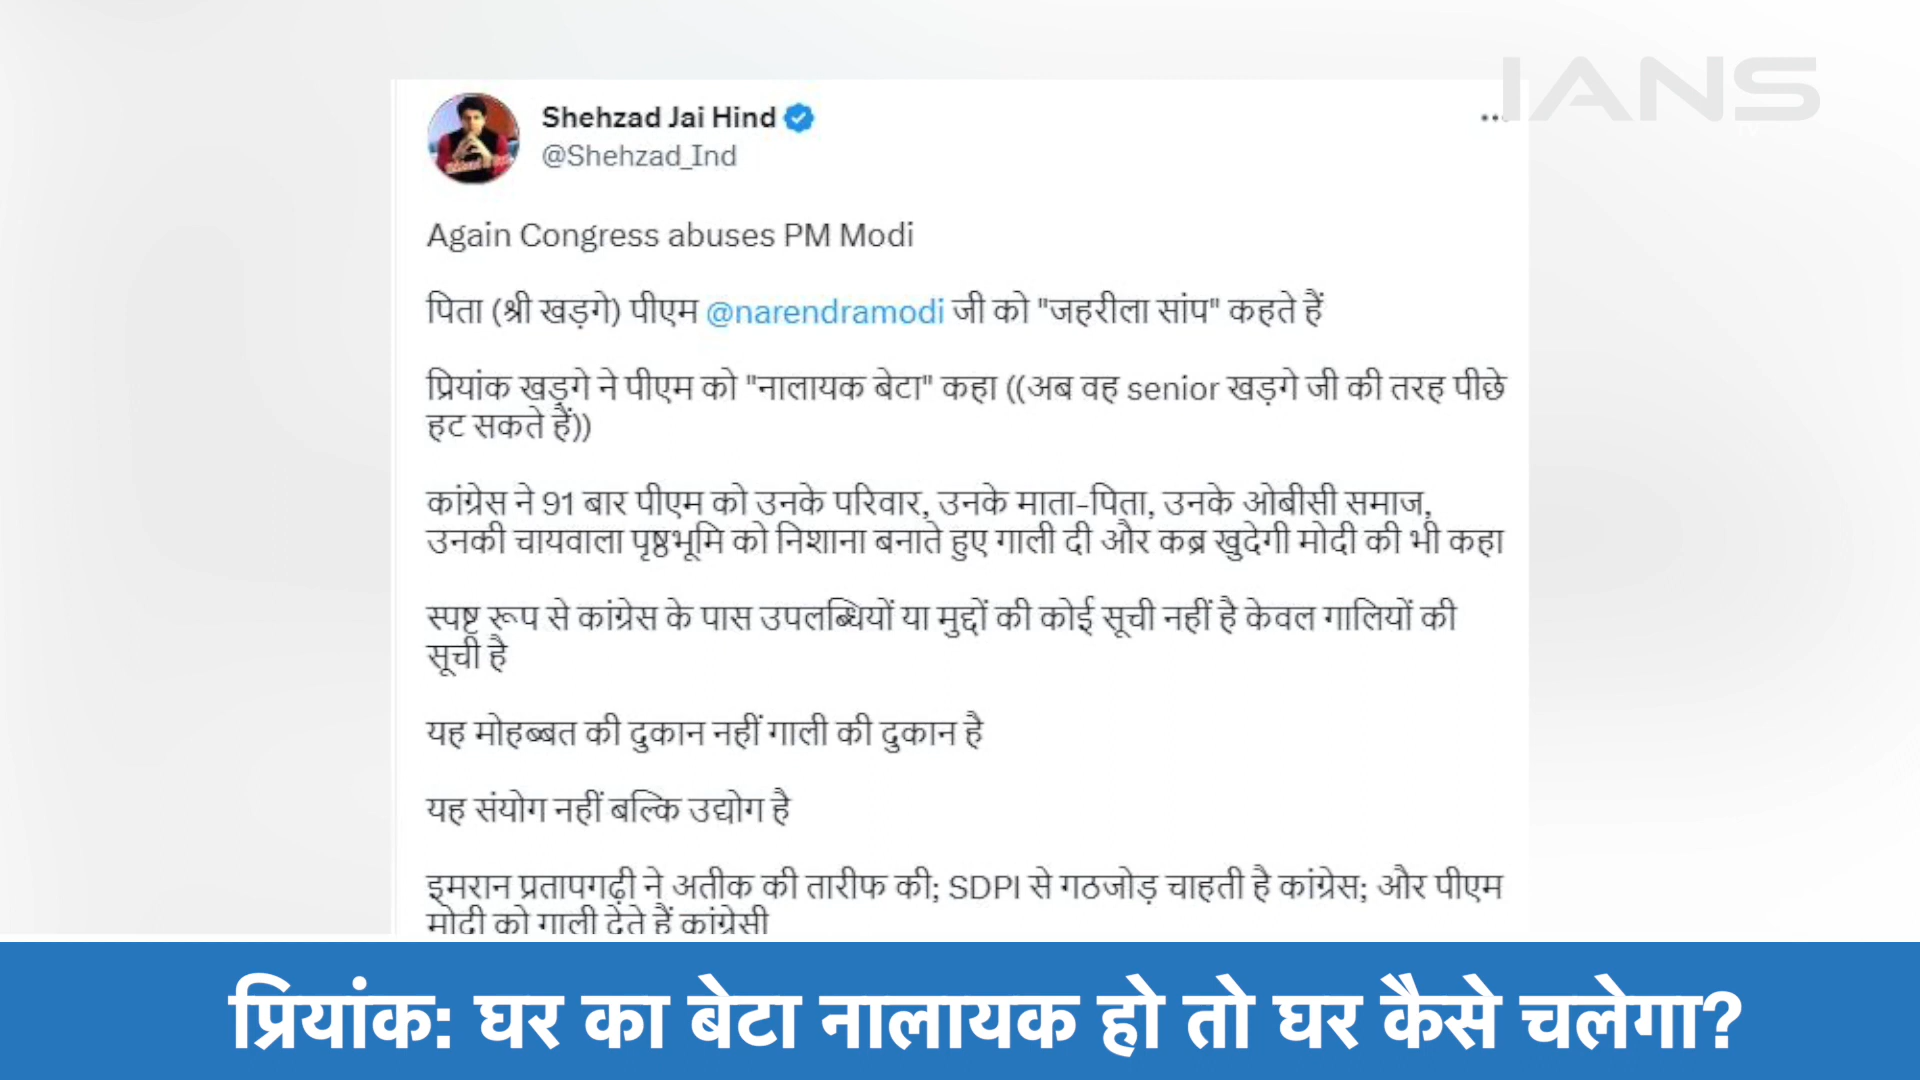 IANS
TV
Shehzad Jai Hind
@Shehzad_Ind
Again Congress abuses PM Modi
पिता (श्री खड़गे) पीएम @narendramodi जी को "जहरीला सांप" कहते हैं
प्रियांक खड़गे ने पीएम को "नालायक बेटा" कहा ((अब वह senior खड़गे जी की तरह पीछे
हट सकते हैं))
कांग्रेस ने 91 बार पीएम को उनके परिवार, उनके माता-पिता, उनके ओबीसी समाज,
उनकी चायवाला पृष्ठभूमि को निशाना बनाते हुए गाली दी और कब्र खुदेगी मोदी की भी कहा
स्पष्ट रूप से कांग्रेस के पास उपलब्धियों या मुद्दों की कोई सूची नहीं है केवल गालियों की
सूची है
यह मोहब्बत की दुकान नहीं गाली की दुकान है
यह संयोग नहीं बल्कि उद्योग है
इमरान प्रतापगढ़ी ने अतीक की तारीफ की; SDPI से गठजोड़ चाहती है कांग्रेस; और पीएम
मोदी को गाली देते हैं कांग्रेसी
प्रियांक: घर का बेटा नालायक हो तो घर कैसे चलेगा?